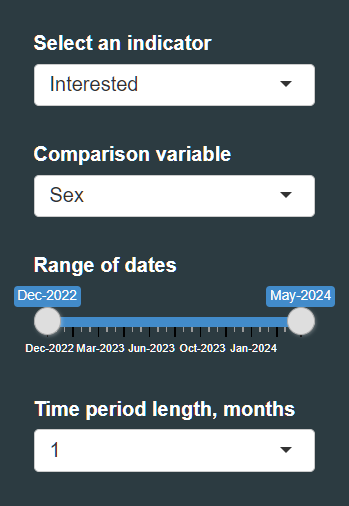 Select an indicator
Interested
Comparison variable
Sex
Range of dates
Dec-2022 May-2024
Dec-2022 Mar-2023 Jun-2023 Oct-2023 Jan-2024
Time period length, months
1